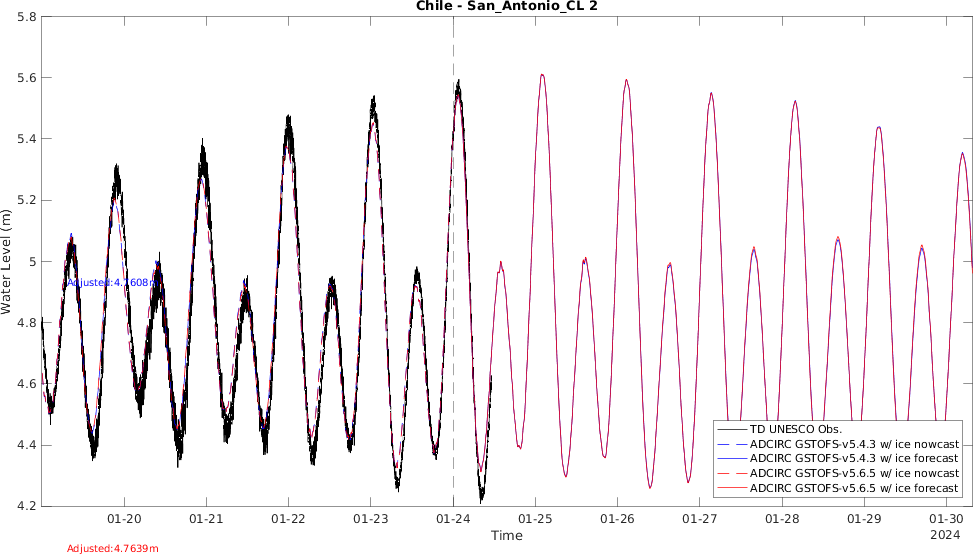 Chile - San_Antonio_CL 2
5.8
5.6
5.4
5.2
5
4.8
4.6
4.4
4.2
Water Level (m)
Adjusted:4.7608m
TD UNESCO Obs.
ADCIRC GSTOFS-v5.4.3 w/ ice nowcast
ADCIRC GSTOFS-v5.4.3 w/ ice forecast
ADCIRC GSTOFS-v5.6.5 w/ ice nowcast
ADCIRC GSTOFS-v5.6.5 w/ ice forecast
01-20 01-21 01-22 01-23 01-24 01-25 01-26 01-27 01-28 01-29 01-30
2024
Time
Adjusted:4.7639m